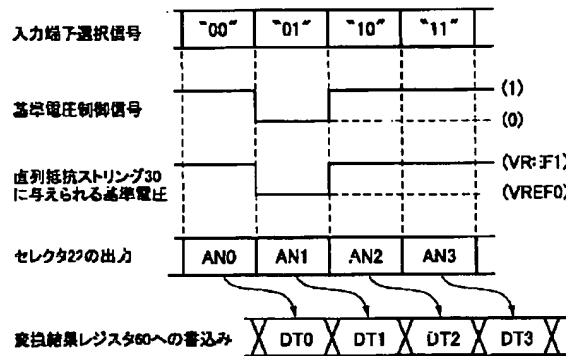 入力端子選択信号 "00" "01" "10" "11"
基準電圧制御信号 (1)
(0)
直列抵抗ストリング30
に与えられる基準電圧 (VREF1)
(VREF0)
セレクタ22の出力 AN0 AN1 AN2 AN3
変換結果レジスタ60への書込み DT0 DT1 DT2 DT3